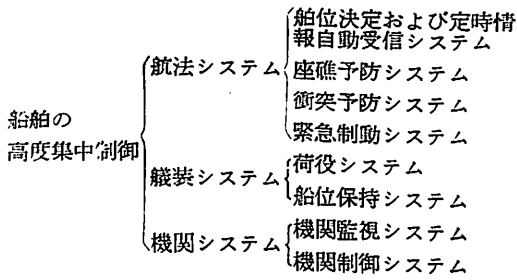 船舶の
高度集中制御
航法システム
舶位決定および定時情
報自動受信システム
座礁予防システム
衝突予防システム
緊急制動システム
艤装システム
荷役システム
船位保持システム
機関システム
機関監視システム
機関制御システム